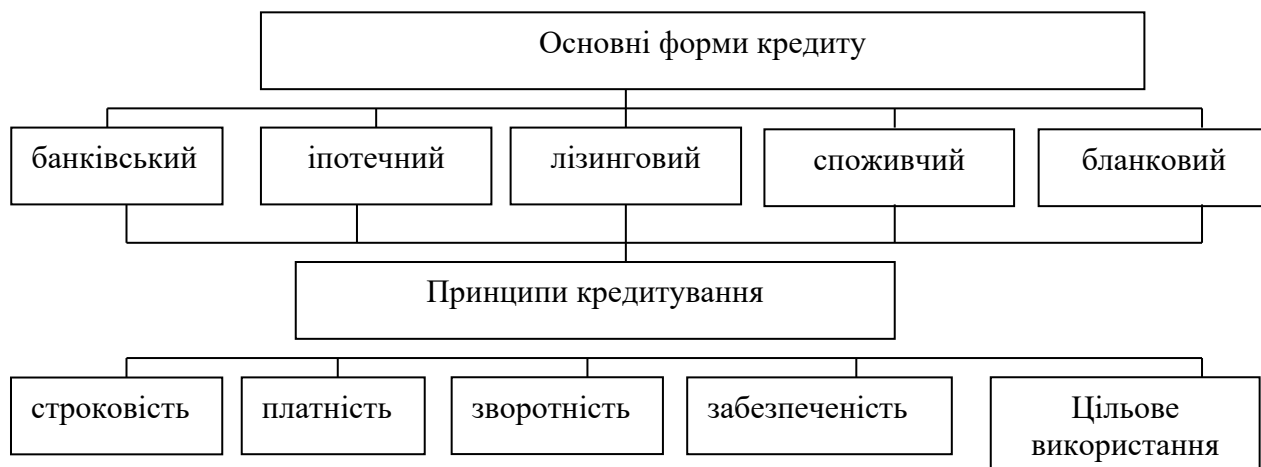 Основні форми кредиту
банківський
іпотечний
лізинговий
споживчий
бланковий
Принципи кредитування
строковість
платність
зворотність
забезпеченість
Цільове
використання